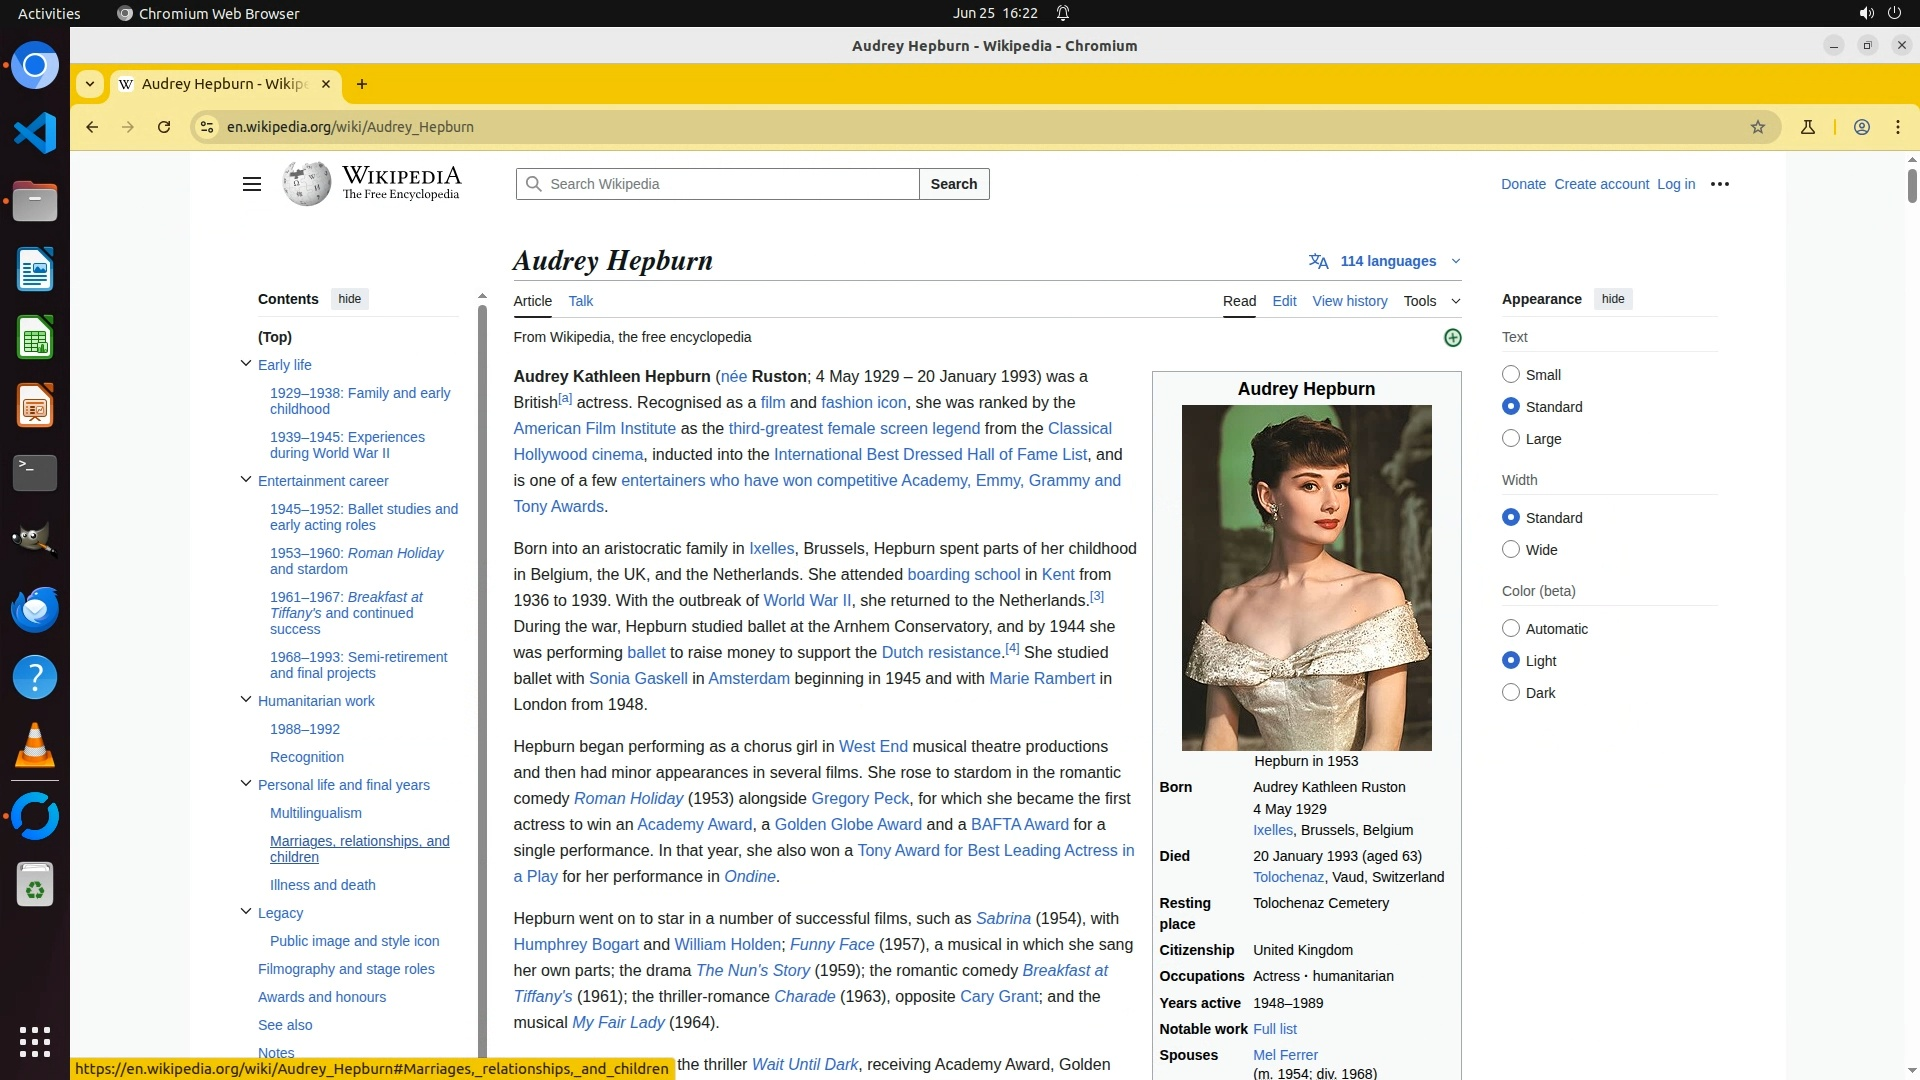 Activities
Chromium Web Browser
Jun 25 16:22
Audrey Hepburn - Wikipedia - Chromium
W Audrey Hepburn - Wikipe
en.wikipedia.org/wiki/Audrey_Hepburn
WIKIPEDIA
The Free Encyclopedia
Search Wikipedia
Search
Donate Create account Log in
Contents hide
(Top)
Early life
1929–1938: Family and early
childhood
1939–1945: Experiences
during World War II
Entertainment career
1945–1952: Ballet studies and
early acting roles
1953–1960: Roman Holiday
and stardom
1961–1967: Breakfast at
Tiffany's and continued
success
1968–1993: Semi-retirement
and final projects
Humanitarian work
1988–1992
Recognition
Personal life and final years
Multilingualism
Marriages, relationships, and
children
Illness and death
Legacy
Public image and style icon
Filmography and stage roles
Awards and honours
See also
Notes
https://en.wikipedia.org/wiki/Audrey_Hepburn#Marriages,_relationships,_and_children
Audrey Hepburn
114 languages
Article Talk
Read Edit View history Tools
From Wikipedia, the free encyclopedia
Audrey Kathleen Hepburn (née Ruston; 4 May 1929 – 20 January 1993) was a
British[a] actress. Recognised as a film and fashion icon, she was ranked by the
American Film Institute as the third-greatest female screen legend from the Classical
Hollywood cinema, inducted into the International Best Dressed Hall of Fame List, and
is one of a few entertainers who have won competitive Academy, Emmy, Grammy and
Tony Awards.
Born into an aristocratic family in Ixelles, Brussels, Hepburn spent parts of her childhood
in Belgium, the UK, and the Netherlands. She attended boarding school in Kent from
1936 to 1939. With the outbreak of World War II, she returned to the Netherlands.[3]
During the war, Hepburn studied ballet at the Arnhem Conservatory, and by 1944 she
was performing ballet to raise money to support the Dutch resistance.[4] She studied
ballet with Sonia Gaskell in Amsterdam beginning in 1945 and with Marie Rambert in
London from 1948.
Hepburn began performing as a chorus girl in West End musical theatre productions
and then had minor appearances in several films. She rose to stardom in the romantic
comedy Roman Holiday (1953) alongside Gregory Peck, for which she became the first
actress to win an Academy Award, a Golden Globe Award and a BAFTA Award for a
single performance. In that year, she also won a Tony Award for Best Leading Actress in
a Play for her performance in Ondine.
Hepburn went on to star in a number of successful films, such as Sabrina (1954), with
Humphrey Bogart and William Holden; Funny Face (1957), a musical in which she sang
her own parts; the drama The Nun's Story (1959); the romantic comedy Breakfast at
Tiffany's (1961); the thriller-romance Charade (1963), opposite Cary Grant; and the
musical My Fair Lady (1964).
the thriller Wait Until Dark, receiving Academy Award, Golden
Audrey Hepburn
Hepburn in 1953
Born Audrey Kathleen Ruston
4 May 1929
Ixelles, Brussels, Belgium
Died 20 January 1993 (aged 63)
Tolochenaz, Vaud, Switzerland
Resting place Tolochenaz Cemetery
Citizenship United Kingdom
Occupations Actress · humanitarian
Years active 1948–1989
Notable work Full list
Spouses Mel Ferrer
(m. 1954; div. 1968)
Appearance hide
Text
Small
Standard
Large
Width
Standard
Wide
Color (beta)
Automatic
Light
Dark